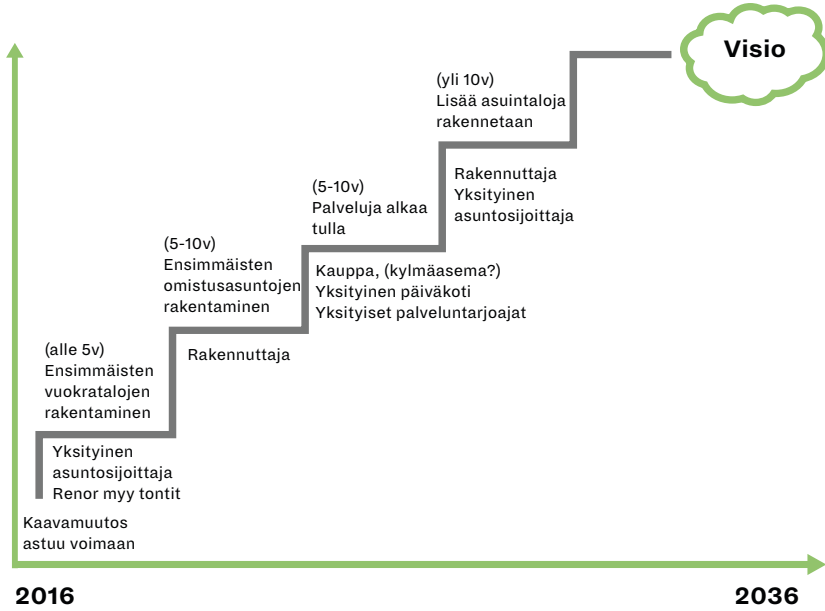 Visio
(yli 10v)
Lisää asuintaloja
rakennetaan
Rakennuttaja
Yksityinen
asuntosijoittaja
(5-10v)
Palveluja alkaa
tulla
Kauppa, (kylmäasema?)
Yksityinen päiväkoti
Yksityiset palveluntarjoajat
(5-10v)
Ensimmäisten
omistusasuntojen
rakentaminen
Rakennuttaja
(alle 5v)
Ensimmäisten
vuokratalojen
rakentaminen
Yksityinen
asuntosijoittaja
Renor myy tontit
Kaavamuutos
astuu voimaan
2016
2036